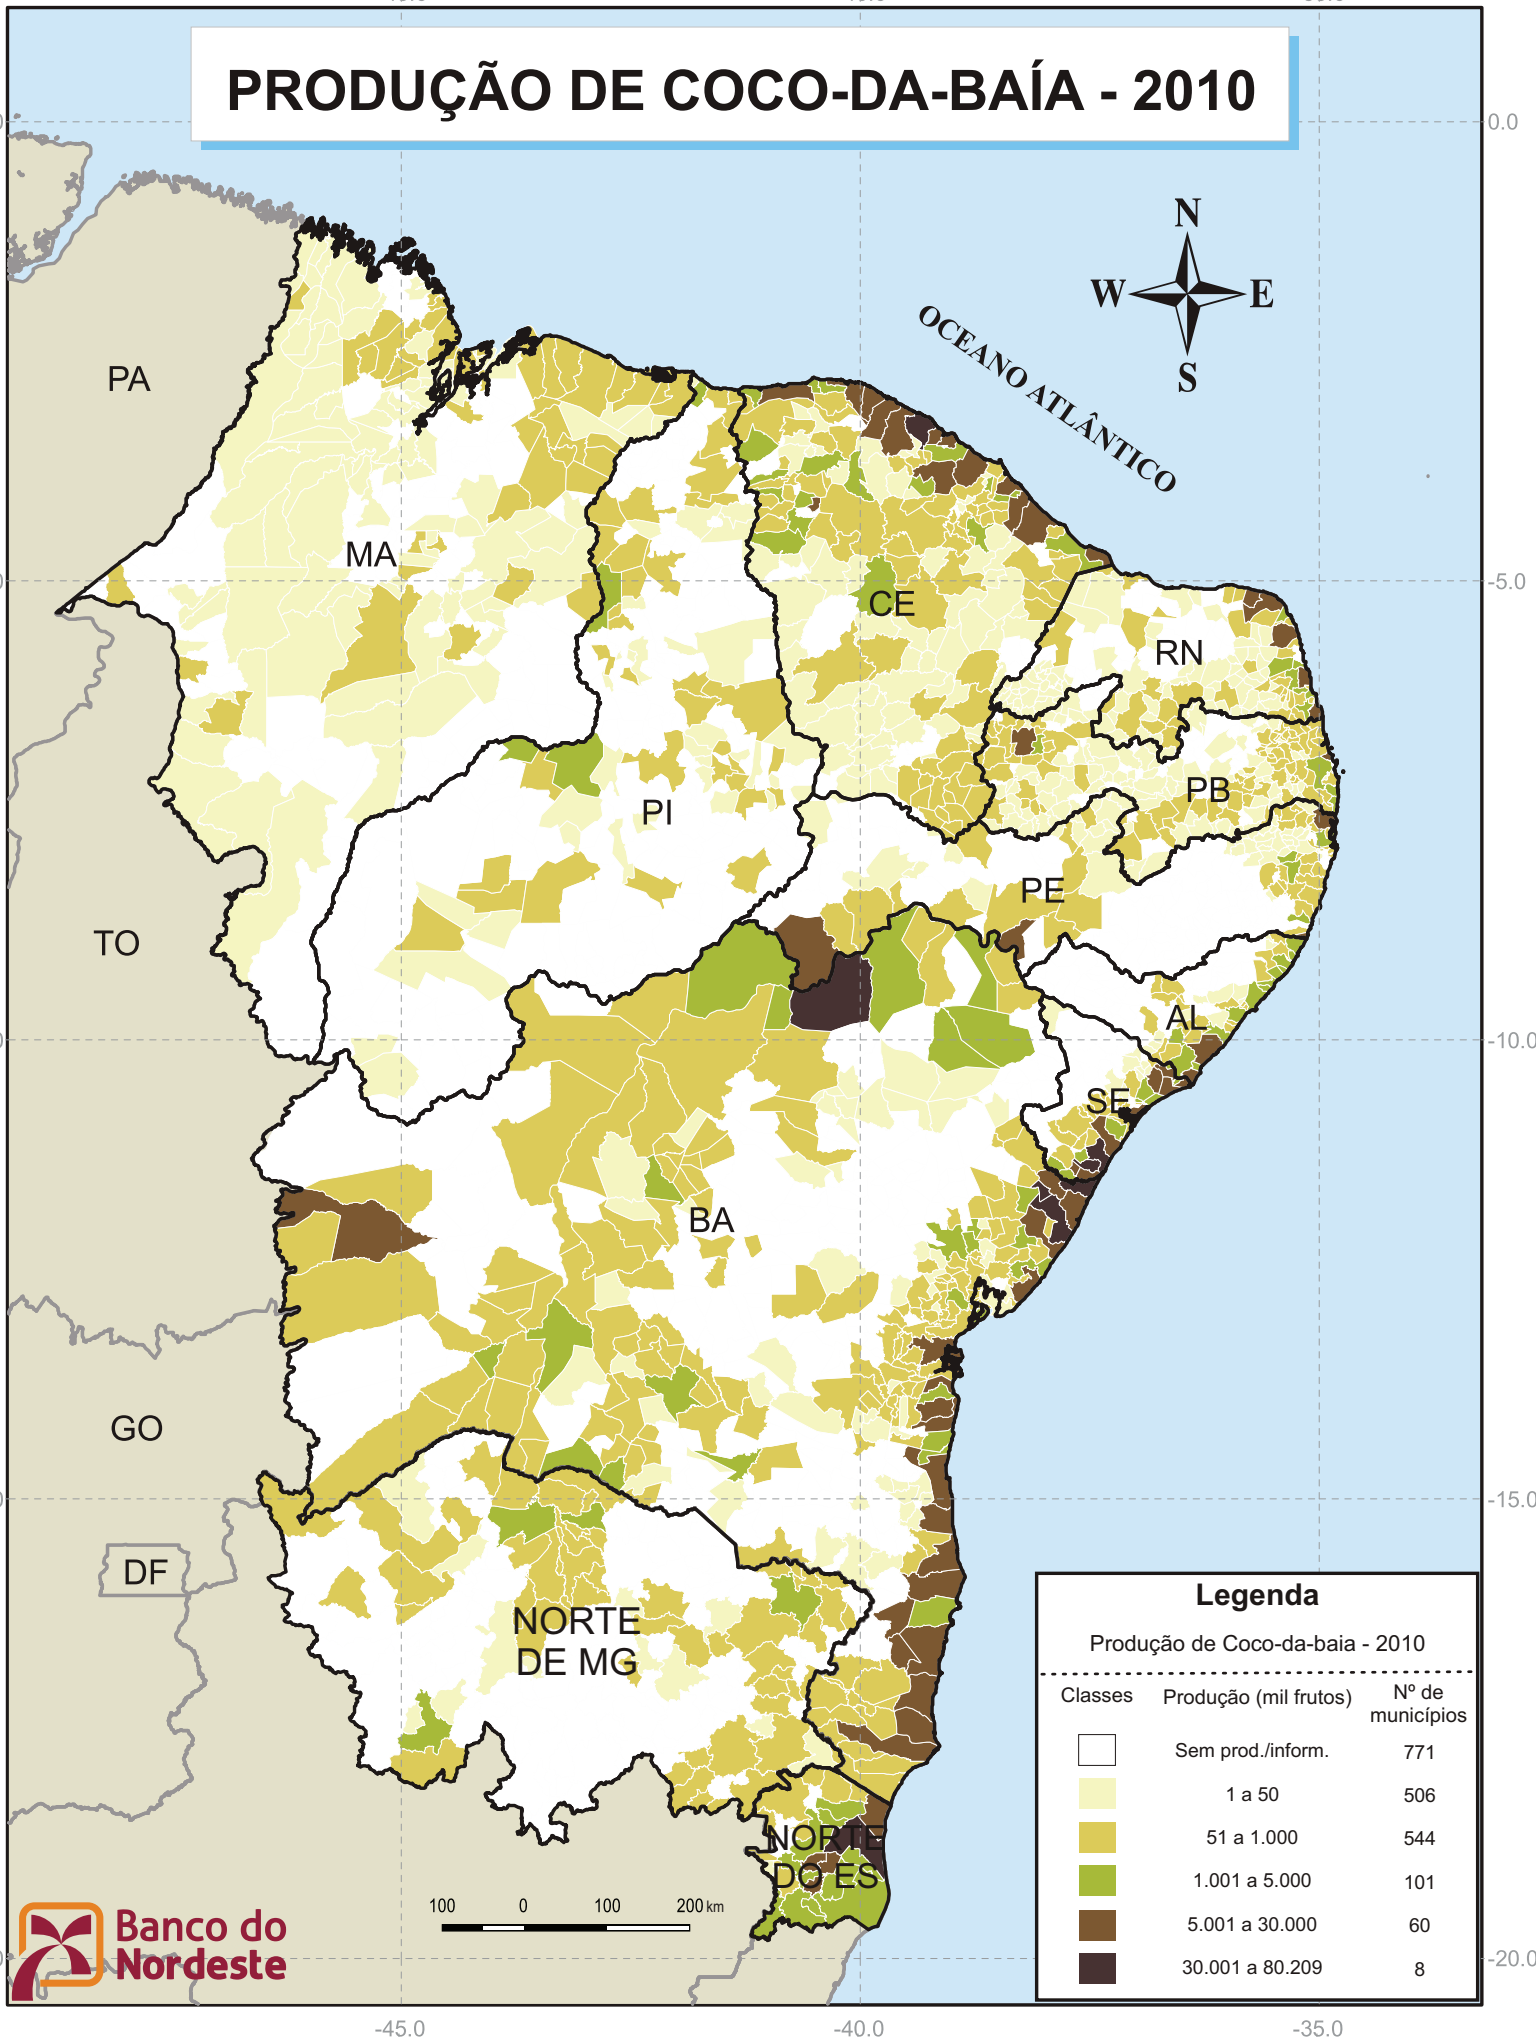 PRODUÇÃO DE COCO-DA-BAÍA - 2010
0.0
N
W E
S
OCEANO ATLÂNTICO
PA
MA
CE
-5.0
RN
PB
PI
PE
TO
AL
-10.0
SE
BA
GO
-15.0
DF
NORTE
DE MG
NORTE
DO ES
Legenda
Produção de Coco-da-baia - 2010
Classes Produção (mil frutos) Nº de
municípios
Sem prod./inform. 771
1 a 50 506
51 a 1.000 544
1.001 a 5.000 101
5.001 a 30.000 60
30.001 a 80.209 8
100 0 100 200 km
Banco do
Nordeste
-20.0
-45.0 -40.0 -35.0